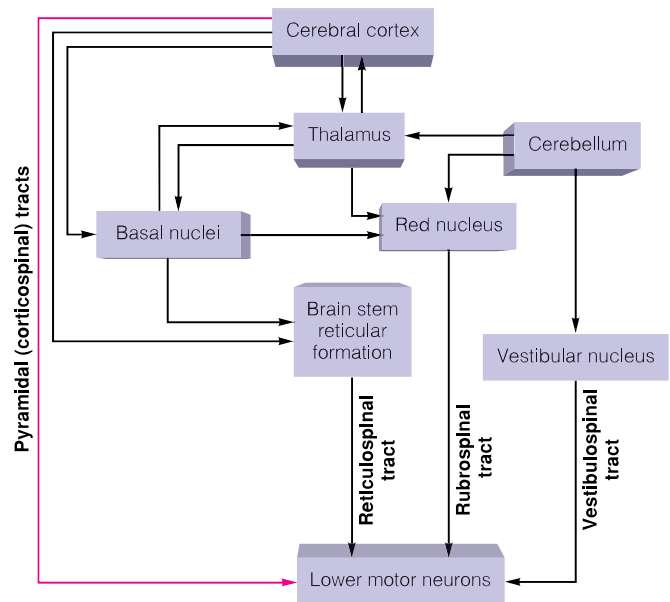 Cerebral cortex
Thalamus
Cerebellum
Basal nuclei
Red nucleus
Brain stem
reticular
formation
Vestibular nucleus
Pyramidal (corticospinal) tracts
Reticulospinal
tract
Rubrospinal
tract
Vestibulospinal
tract
Lower motor neurons